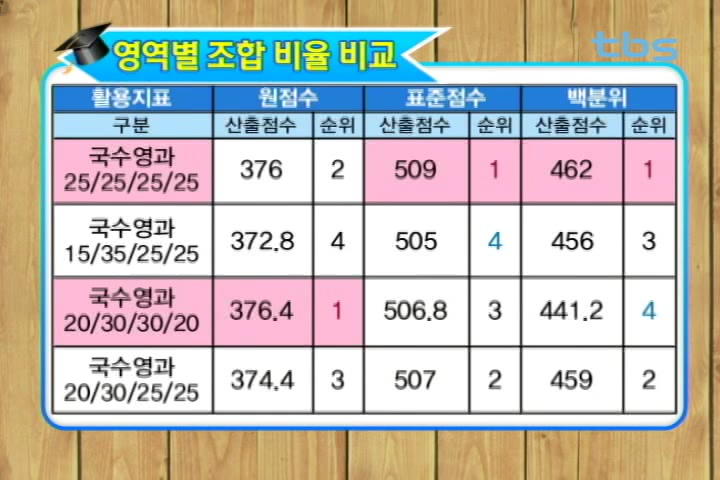 영역별 조합 비율 비교
tbs
활용지표 원점수 표준점수 백분위
구분 산출점수 순위 산출점수 순위 산출점수 순위
국수영과
25/25/25/25 376 2 509 1 462 1
국수영과
15/35/25/25 372.8 4 505 4 456 3
국수영과
20/30/30/20 376.4 1 506.8 3 441.2 4
국수영과
20/30/25/25 374.4 3 507 2 459 2